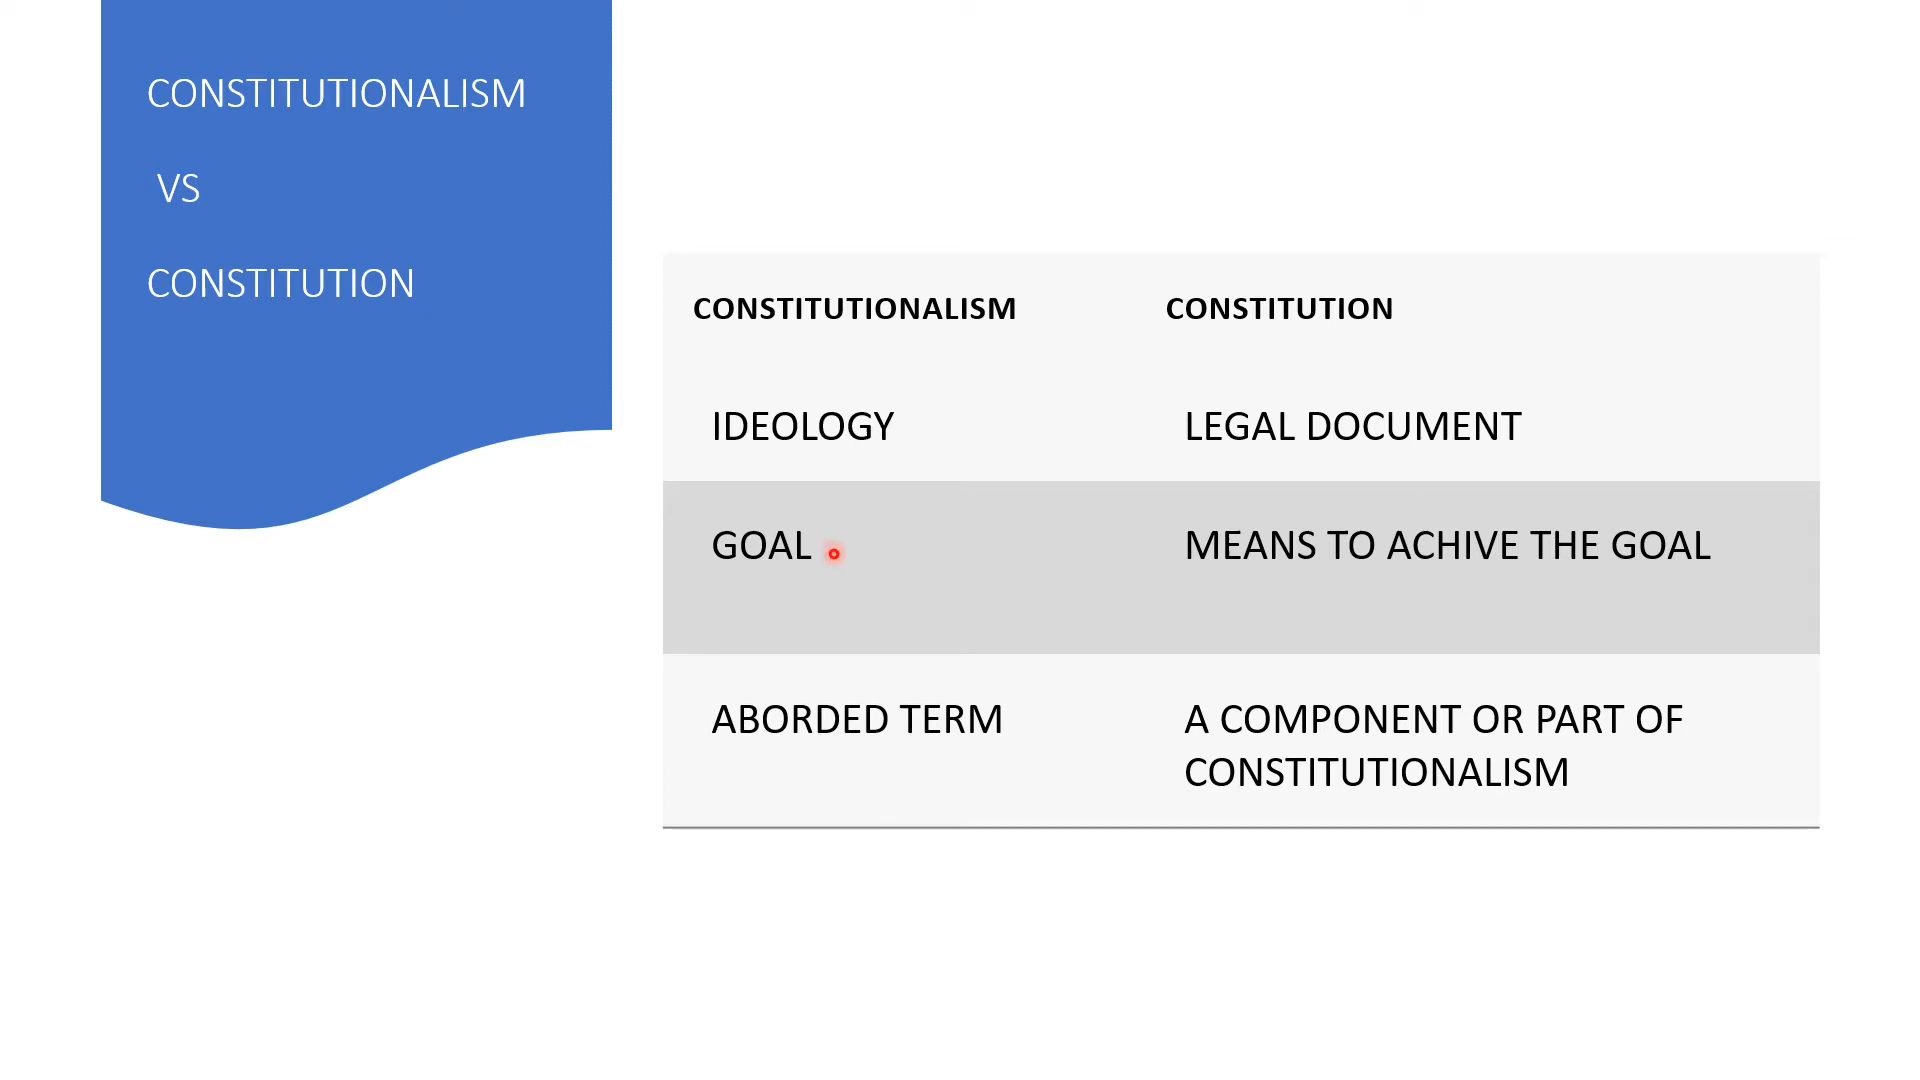 CONSTITUTIONALISM
VS
CONSTITUTION
CONSTITUTIONALISM CONSTITUTION
IDEOLOGY LEGAL DOCUMENT
GOAL MEANS TO ACHIVE THE GOAL
ABORDED TERM A COMPONENT OR PART OF
CONSTITUTIONALISM